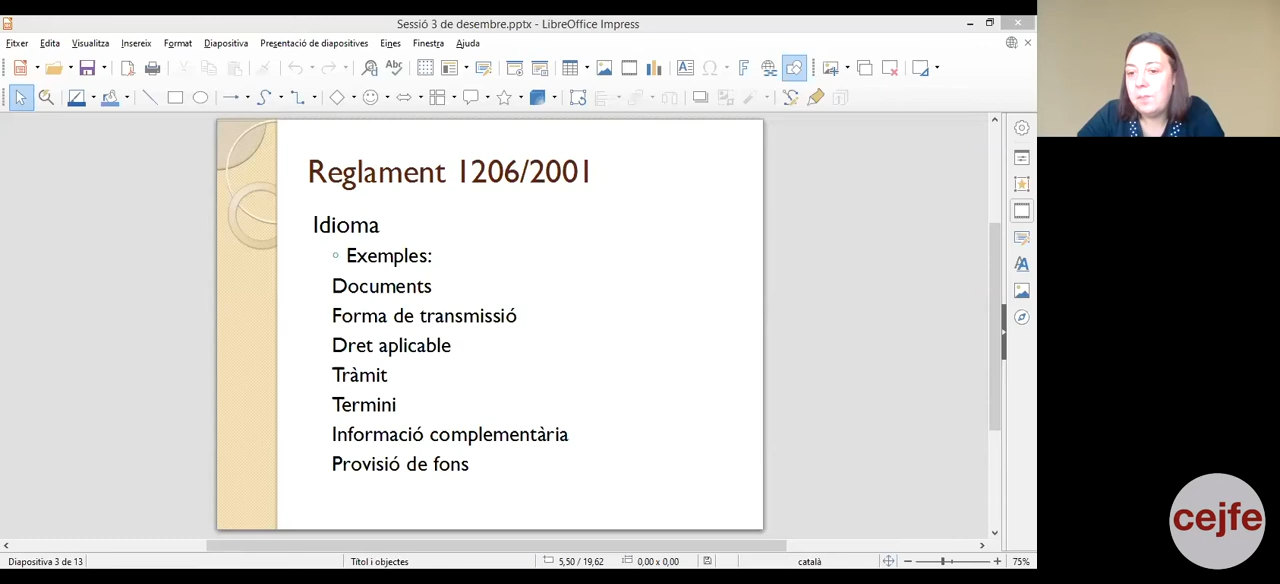 Sessió 3 de desembre.pptx - LibreOffice Impress
Fitxer Edita Visualitza Insereix Format Diapositiva Presentació de diapositives Eines Finestra Ajuda
Abc
A
Ω
F
A
Reglament 1206/2001
Idioma
Exemples:
Documents
Forma de transmissió
Dret aplicable
Tràmit
Termini
Informació complementària
Provisió de fons
cejfe
Diapositiva 3 de 13 Títol i objectes 5,50 / 19,62 0,00 x 0,00 català 75%